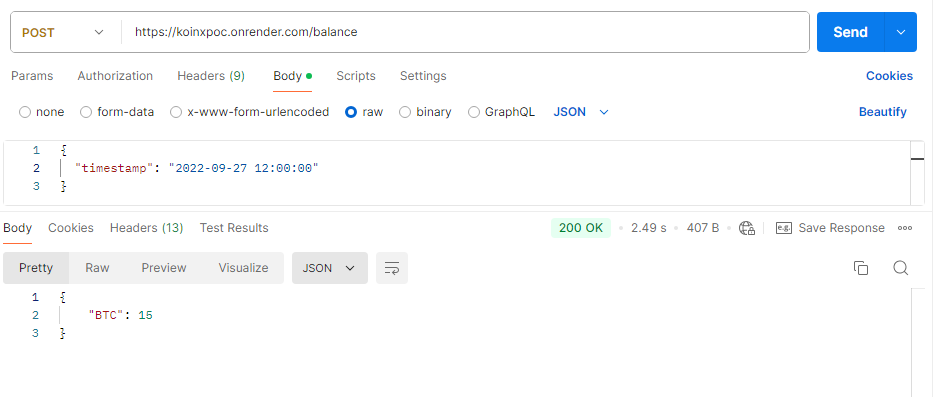 POST https://koinxpoc.onrender.com/balance Send
Params Authorization Headers (9) Body Scripts Settings Cookies
none form-data x-www-form-urlencoded raw binary GraphQL JSON Beautify
1 {
2 "timestamp": "2022-09-27 12:00:00"
3 }
Body Cookies Headers (13) Test Results 200 OK 2.49 s 407 B e.g. Save Response
Pretty Raw Preview Visualize JSON
1 {
2 "BTC": 15
3 }